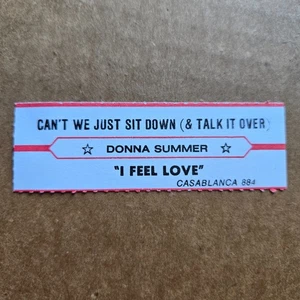 CAN'T WE JUST SIT DOWN (& TALK IT OVER)
DONNA SUMMER
"I FEEL LOVE"
CASABLANCA 884